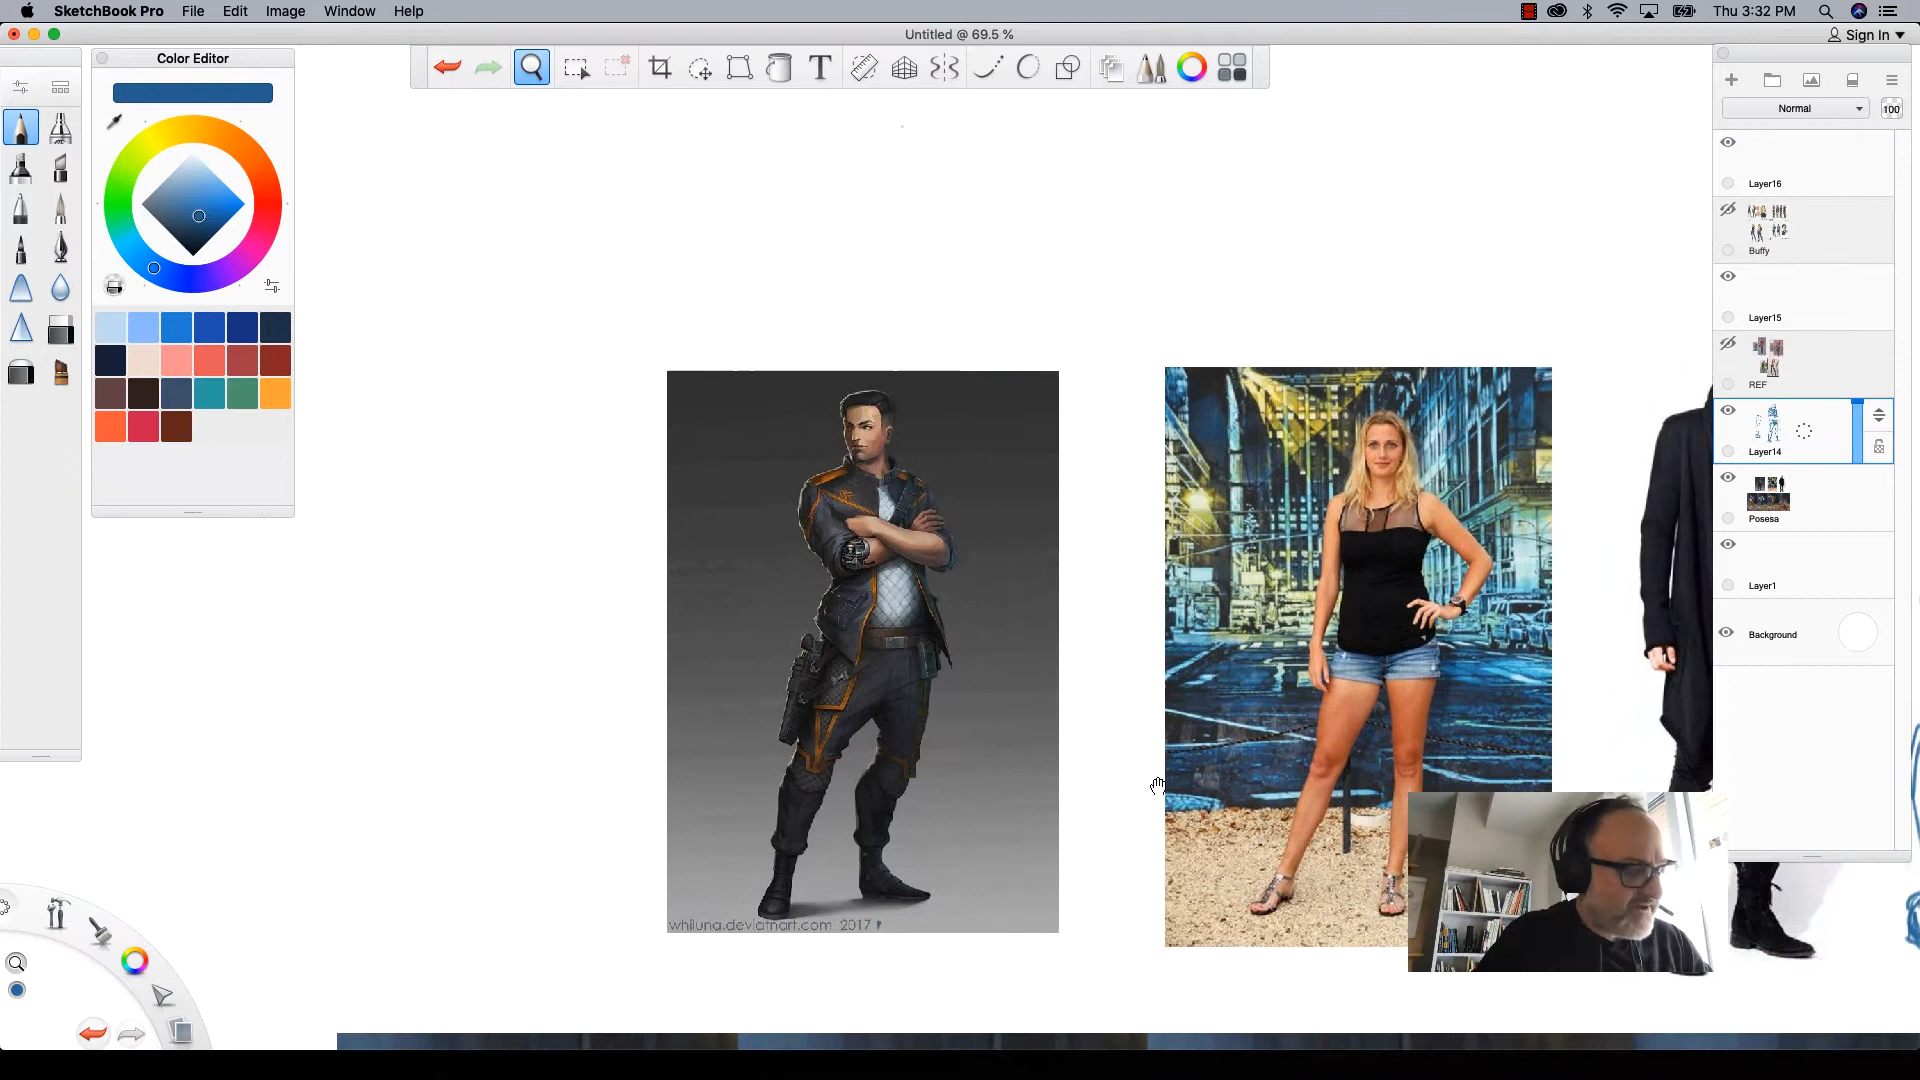 SketchBook Pro File Edit Image Window Help
Thu 3:32 PM
Untitled @ 69.5 %
Sign In
Color Editor
Normal
100
Layer16
Buffy
Layer15
REF
Layer14
Posesa
Layer1
Background
whiluna.deviatnart.com 2017